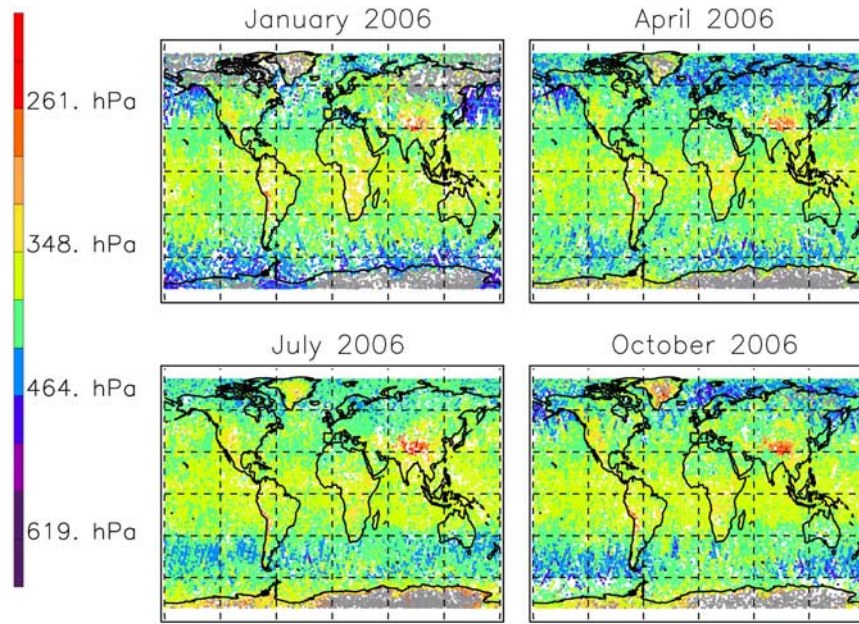 January 2006
April 2006
261. hPa
348. hPa
464. hPa
619. hPa
July 2006
October 2006